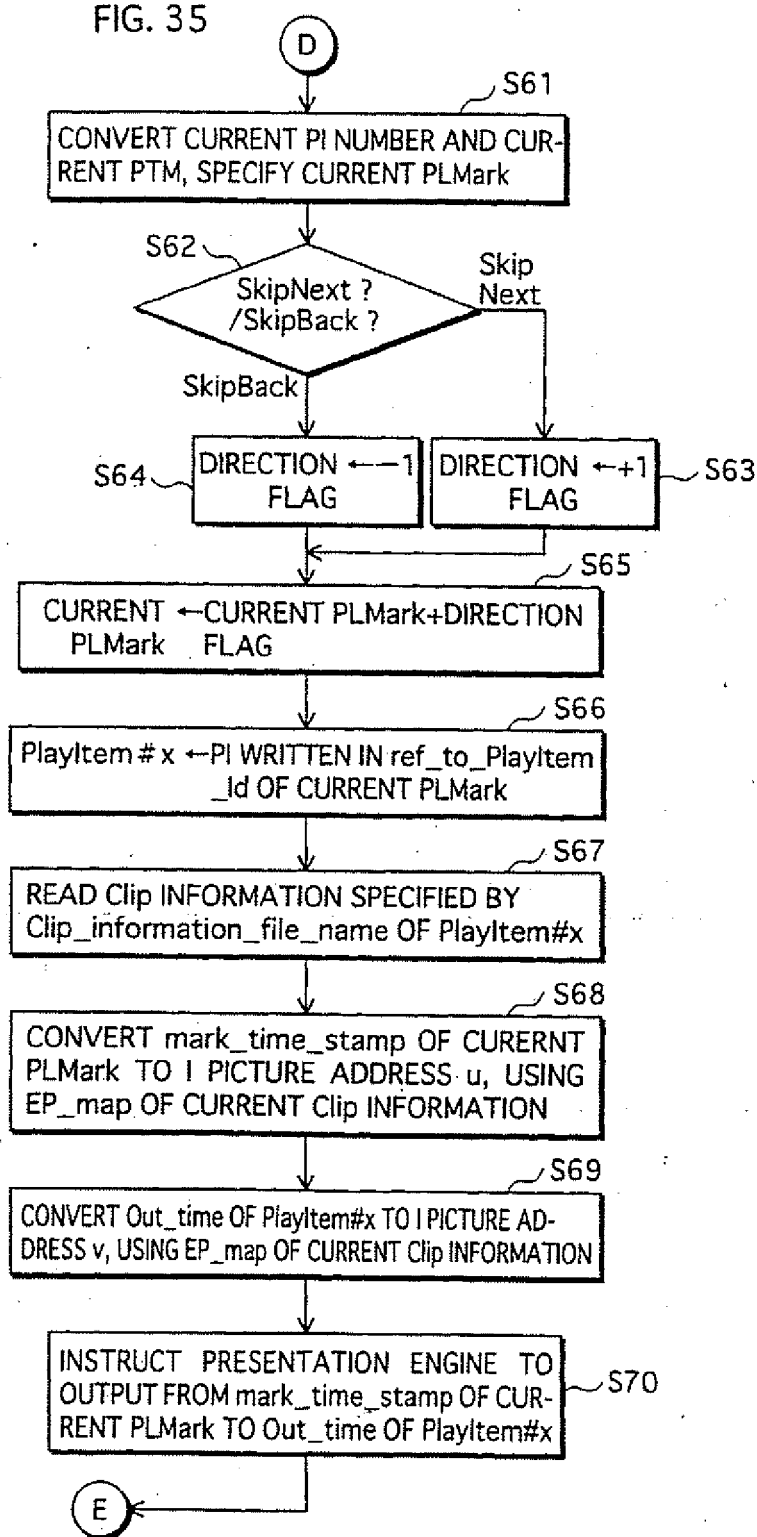 FIG. 35
D
S61
CONVERT CURRENT PI NUMBER AND CUR-
RENT PTM, SPECIFY CURRENT PLMark
S62
SkipNext ?
/SkipBack ?
Skip
Next
SkipBack
S64
DIRECTION ←−1
FLAG
DIRECTION ←+1
FLAG
S63
S65
CURRENT ←CURRENT PLMark+DIRECTION
PLMark FLAG
S66
PlayItem # x ←PI WRITTEN IN ref_to_PlayItem
_Id OF CURRENT PLMark
S67
READ Clip INFORMATION SPECIFIED BY
Clip_information_file_name OF PlayItem#x
S68
CONVERT mark_time_stamp OF CURERNT
PLMark TO I PICTURE ADDRESS u, USING
EP_map OF CURRENT Clip INFORMATION
S69
CONVERT Out_time OF PlayItem#x TO I PICTURE AD-
DRESS v, USING EP_map OF CURRENT Clip INFORMATION
INSTRUCT PRESENTATION ENGINE TO
OUTPUT FROM mark_time_stamp OF CUR-
RENT PLMark TO Out_time OF PlayItem#x
S70
E